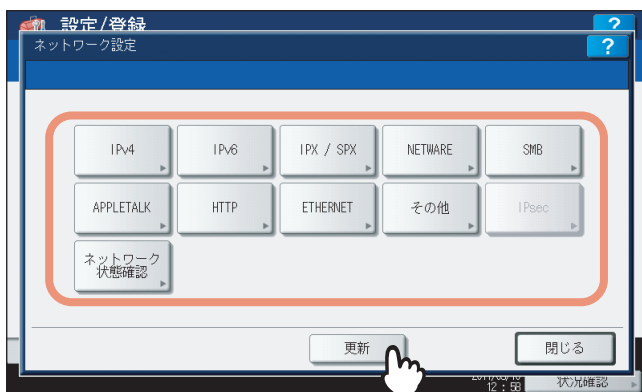 設定/登録
?
ネットワーク設定
?
IPv4
IPv6
IPX / SPX
NETWARE
SMB
APPLETALK
HTTP
ETHERNET
その他
IPsec
ネットワーク
状態確認
更新
閉じる
12:58
状況確認